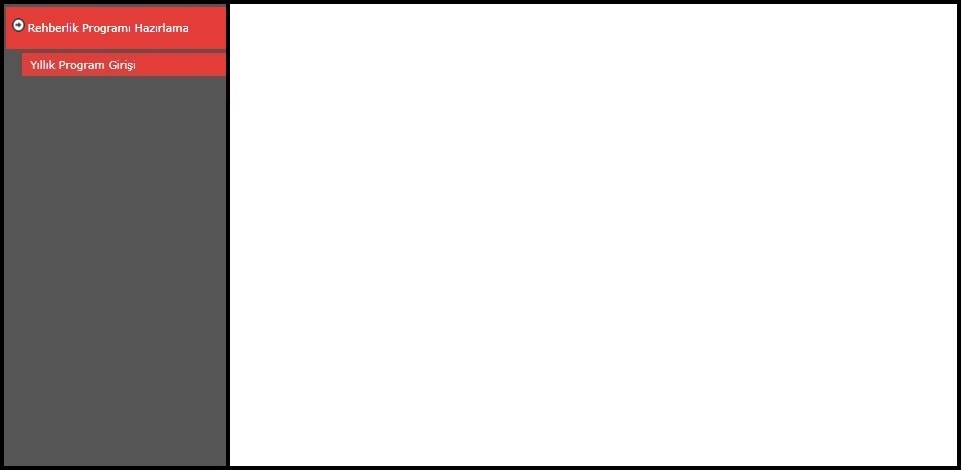 Rehberlik Programı Hazırlama
Yıllık Program Girişi